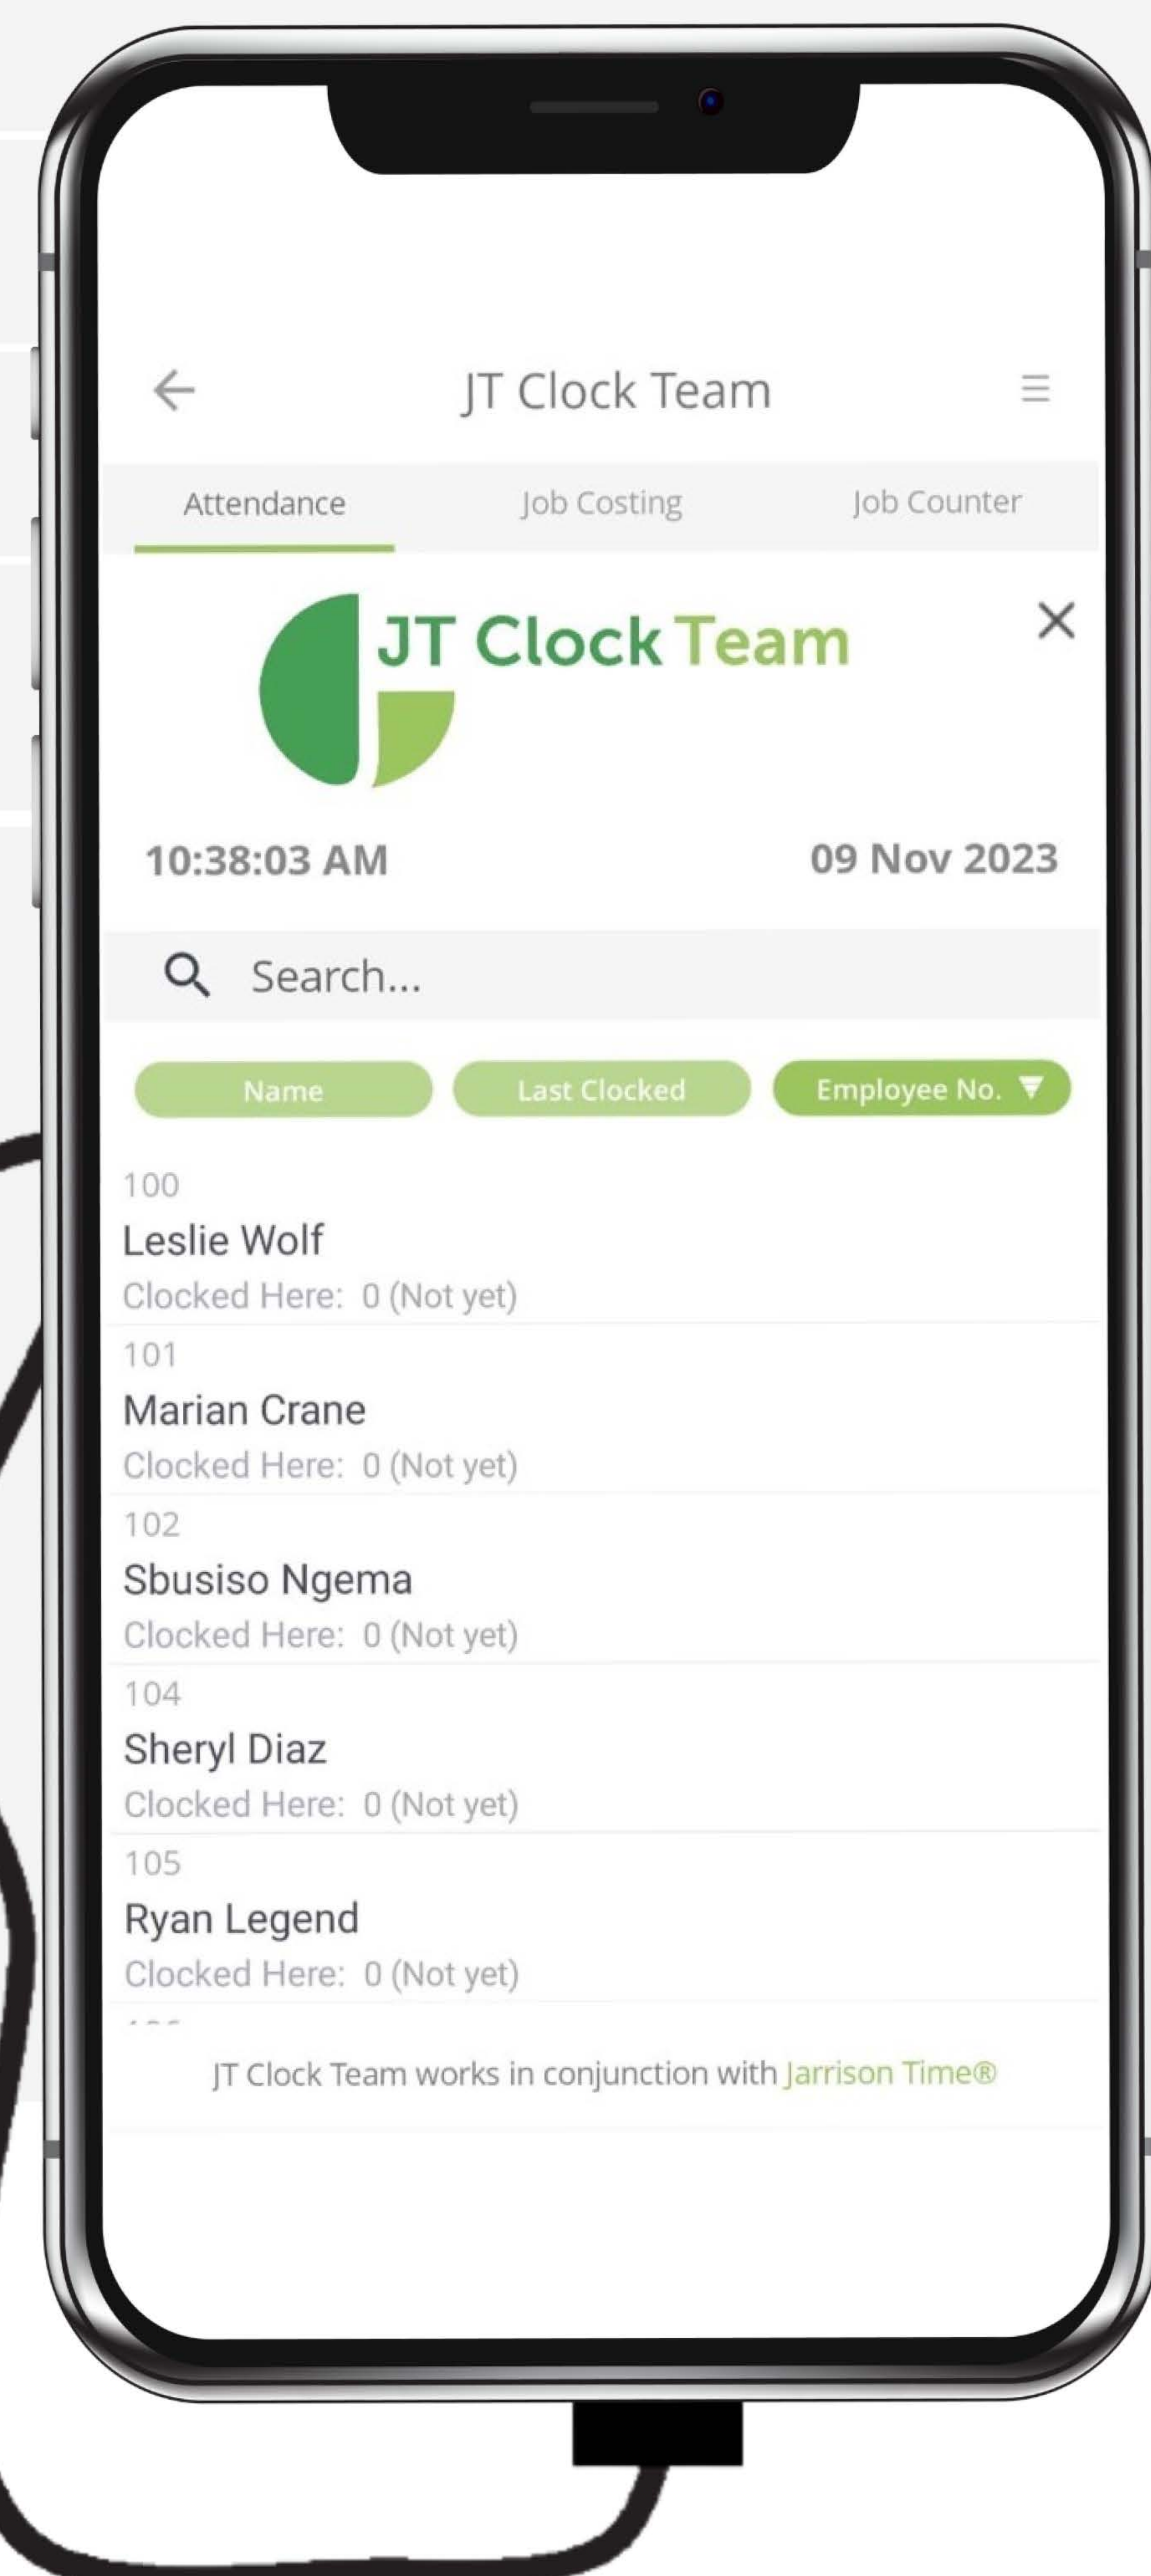 JT Clock Team
Attendance Job Costing Job Counter
JT Clock Team
10:38:03 AM 09 Nov 2023
Search...
Name Last Clocked Employee No.
100
Leslie Wolf
Clocked Here: 0 (Not yet)
101
Marian Crane
Clocked Here: 0 (Not yet)
102
Sbusiso Ngema
Clocked Here: 0 (Not yet)
104
Sheryl Diaz
Clocked Here: 0 (Not yet)
105
Ryan Legend
Clocked Here: 0 (Not yet)
JT Clock Team works in conjunction with Jarrison Time®